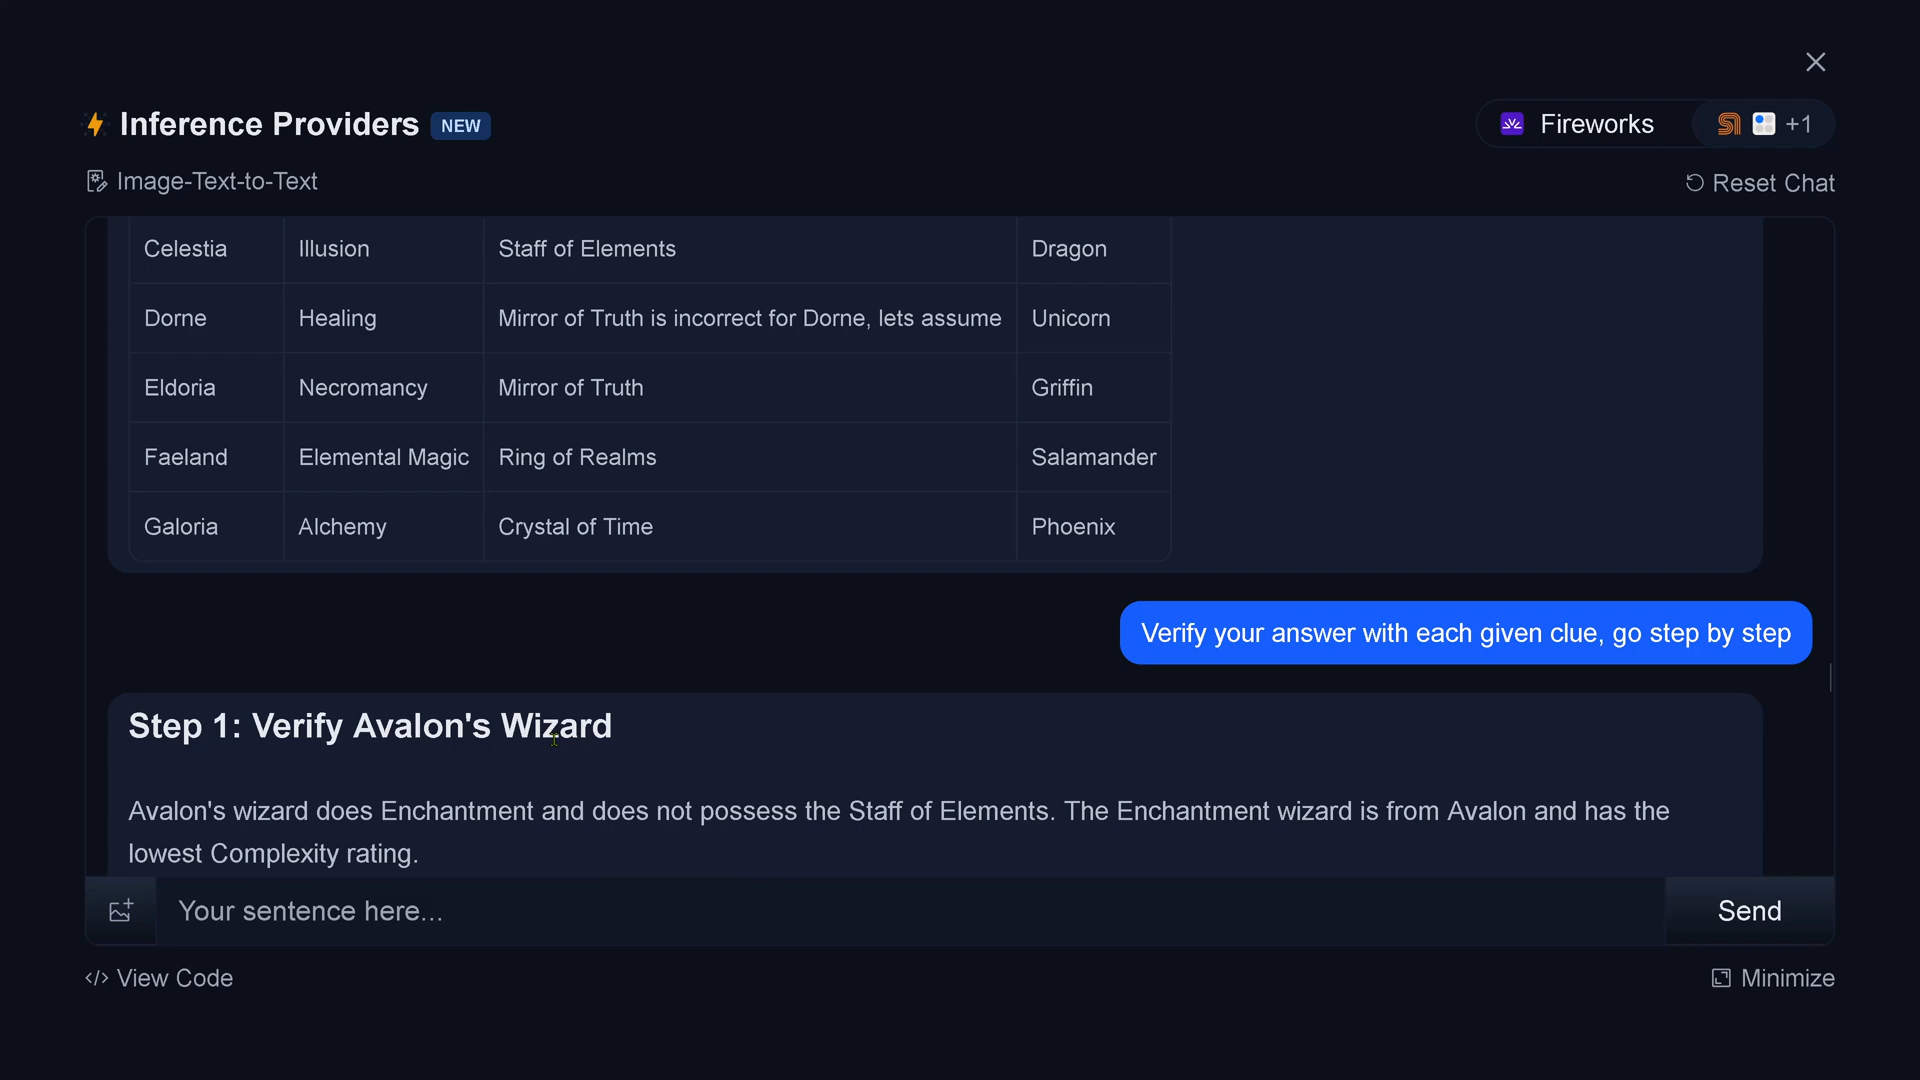 Inference Providers NEW
Fireworks +1
Image-Text-to-Text
Reset Chat
Celestia Illusion Staff of Elements Dragon
Dorne Healing Mirror of Truth is incorrect for Dorne, lets assume Unicorn
Eldoria Necromancy Mirror of Truth Griffin
Faeland Elemental Magic Ring of Realms Salamander
Galoria Alchemy Crystal of Time Phoenix
Verify your answer with each given clue, go step by step
Step 1: Verify Avalon's Wizard
Avalon's wizard does Enchantment and does not possess the Staff of Elements. The Enchantment wizard is from Avalon and has the
lowest Complexity rating.
Your sentence here...
Send
</> View Code
Minimize